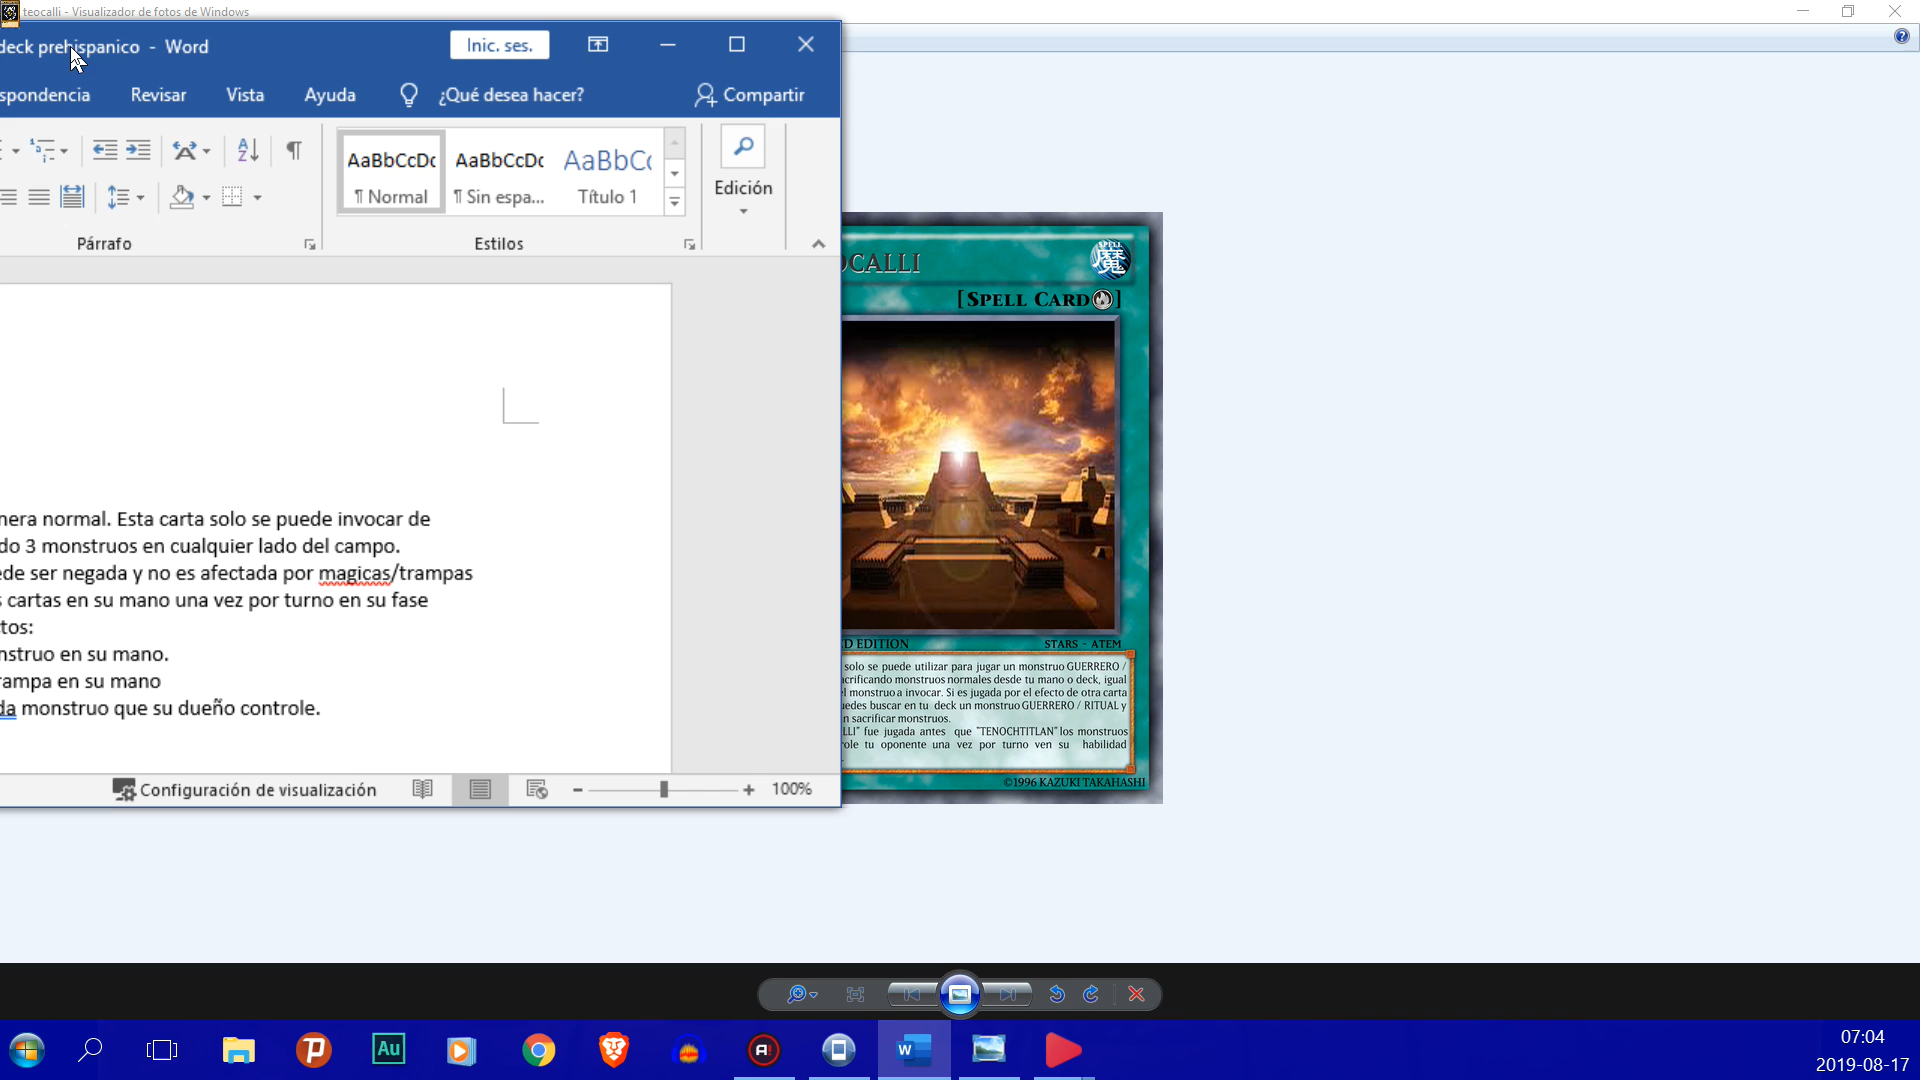 teocalli - Visualizador de fotos de Windows
deck prehispanico - Word
Inic. ses.
spondencia
Revisar
Vista
Ayuda
¿Qué desea hacer?
Compartir
AaBbCcDc
AaBbCcDc
AaBbC
¶ Normal
¶ Sin espa...
Título 1
Edición
Párrafo
Estilos
OCALLI
SPELL
魔
[SPELL CARD]
nera normal. Esta carta solo se puede invocar de
do 3 monstruos en cualquier lado del campo.
ede ser negada y no es afectada por magicas/trampas
s cartas en su mano una vez por turno en su fase
tos:
nstruo en su mano.
rampa en su mano
da monstruo que su dueño controle.
ED EDITION
STARS - ATEM
solo se puede utilizar para jugar un monstruo GUERRERO /
acrificando monstruos normales desde tu mano o deck, igual
el monstruo a invocar. Si es jugada por el efecto de otra carta
uedes buscar en tu deck un monstruo GUERRERO / RITUAL y
n sacrificar monstruos.
LLI" fue jugada antes que "TENOCHTITLAN" los monstruos
role tu oponente una vez por turno ven su habilidad
©1996 KAZUKI TAKAHASHI
Configuración de visualización
100%
Au
W
07:04
2019-08-17